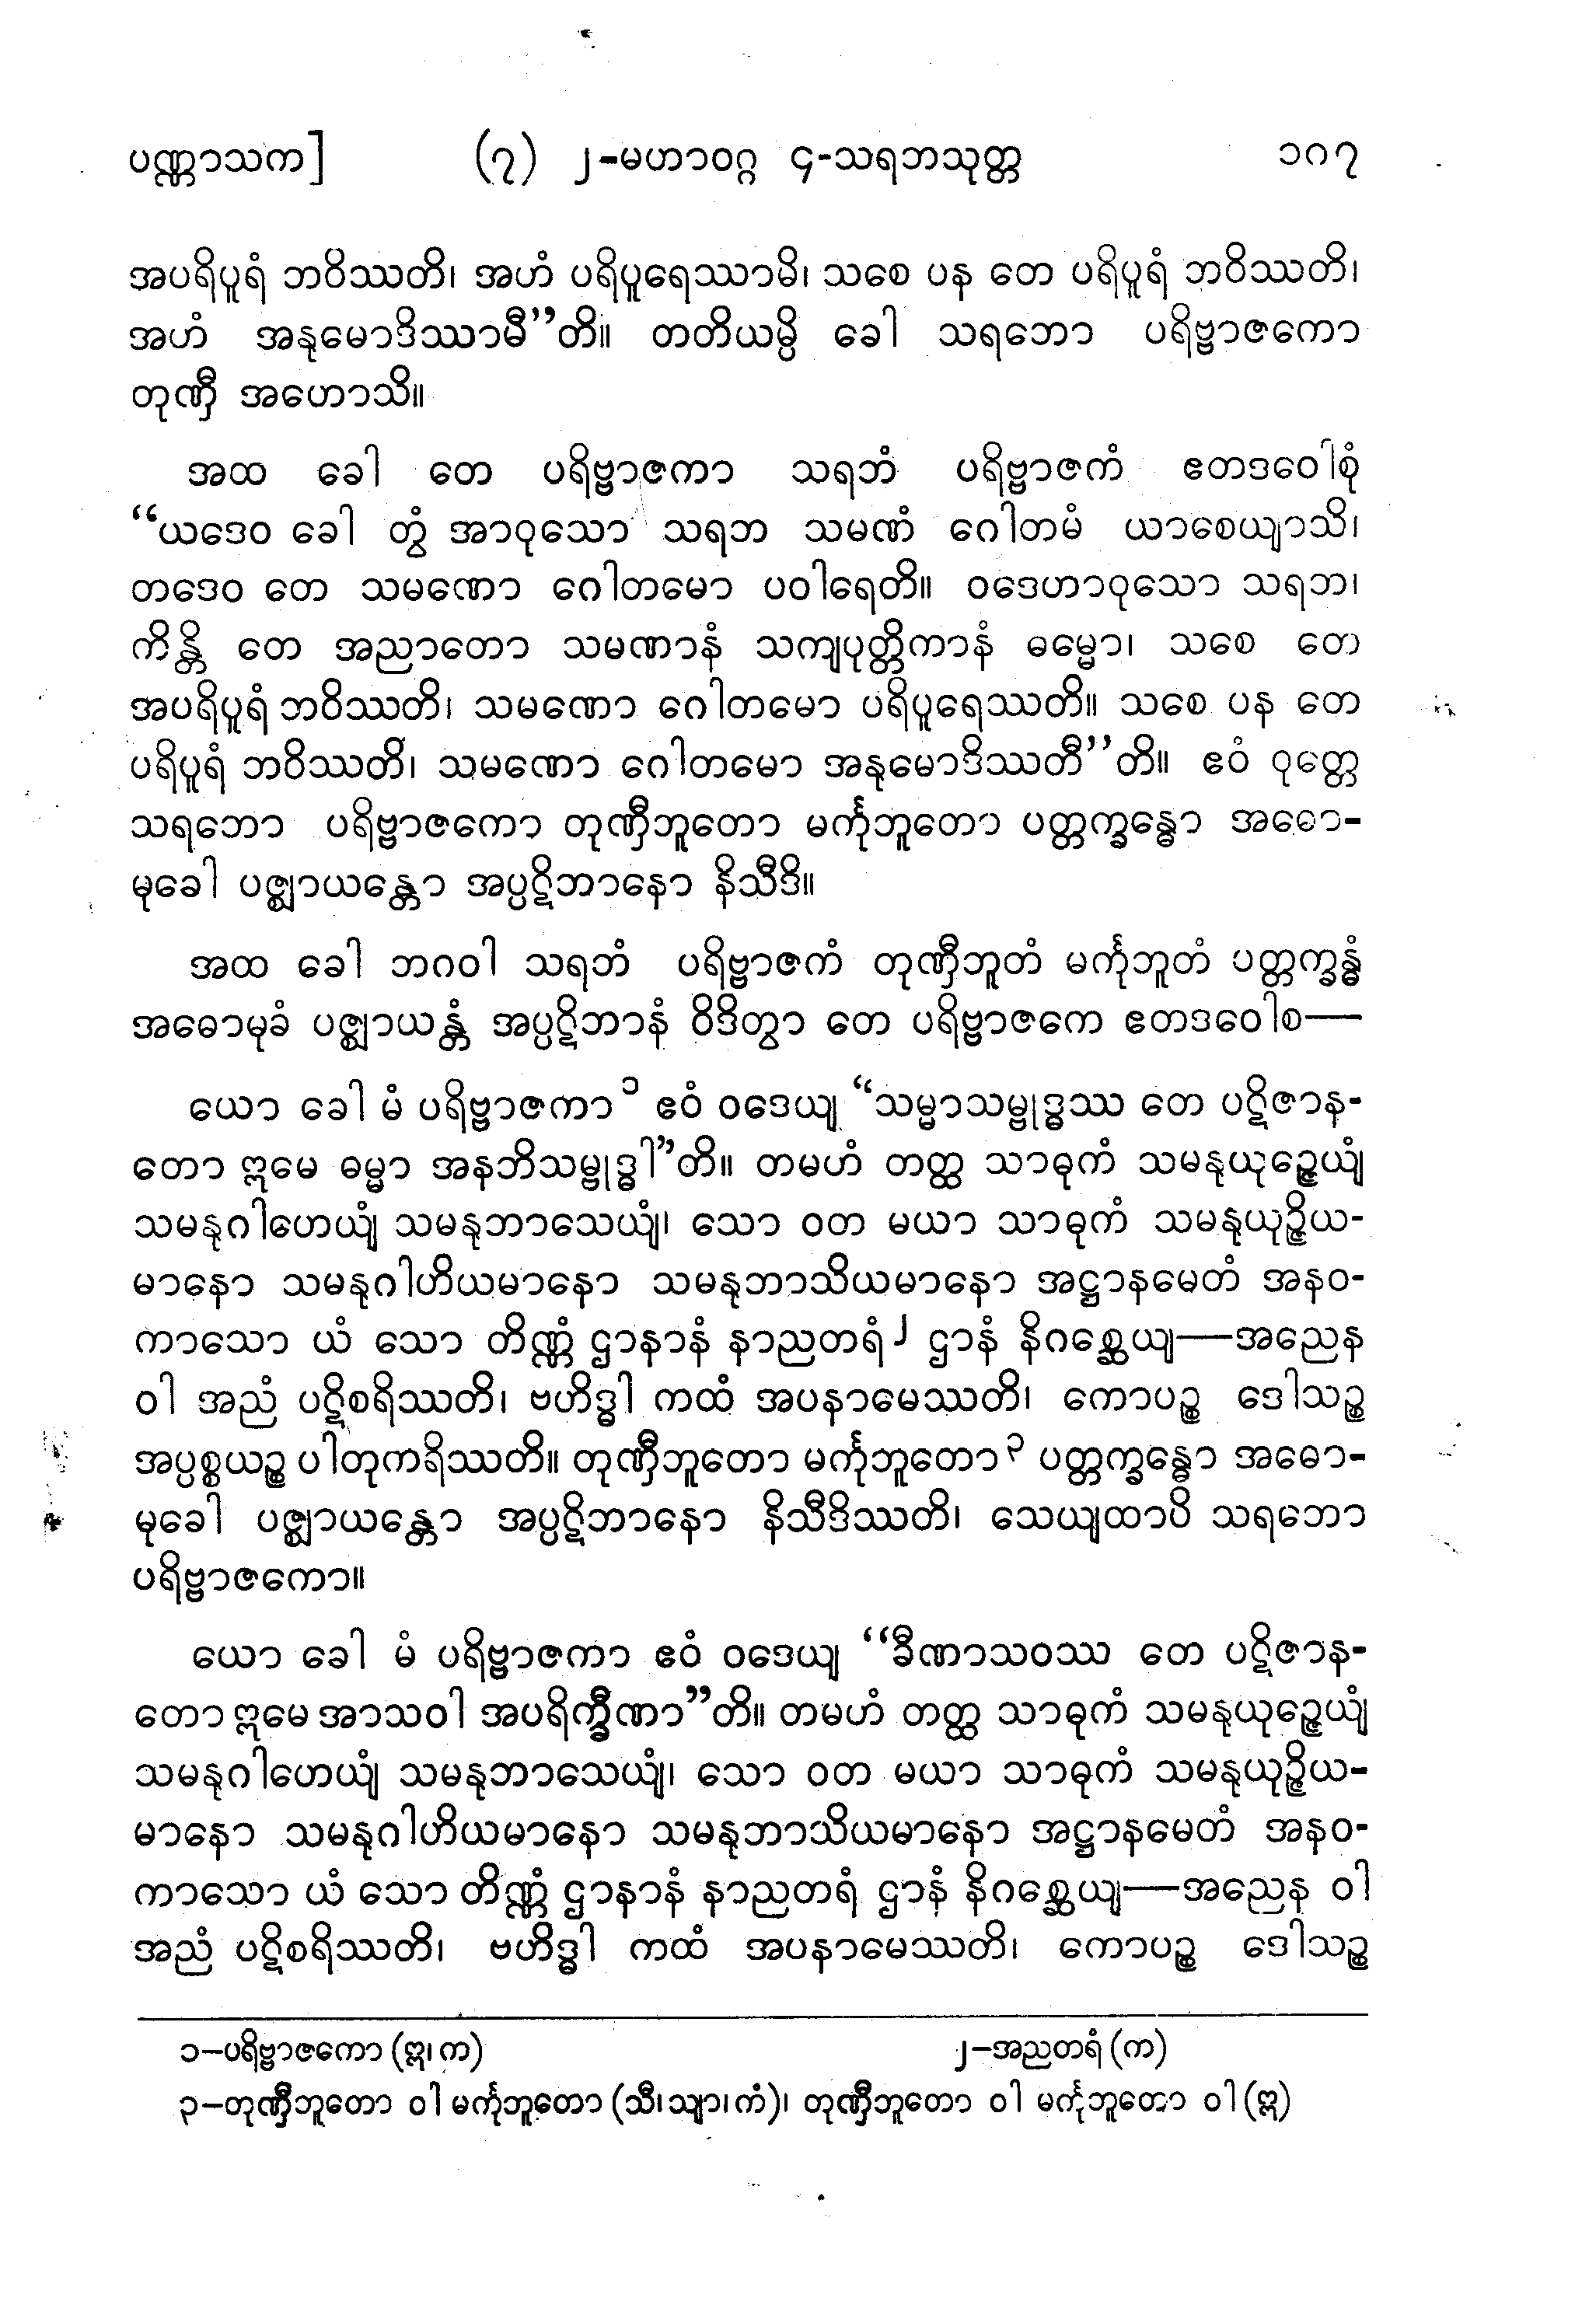 ပဏ္ဏာသက] (၇) ၂-မဟာဝဂ္ဂ ၄-သရဘသုတ္တ ၁၈၇
အပရိပူရံ ဘဝိဿတိ၊ အဟံ ပရိပူရေဿာမိ၊ သစေ ပန တေ ပရိပူရံ ဘဝိဿတိ၊
အဟံ အနုမောဒိဿာမီ”တိ။ တတိယမ္ပိ ခေါ သရဘော ပရိဗ္ဗာဇကော
တုဏှီ အဟောသိ။
အထ ခေါ တေ ပရိဗ္ဗာဇကာ သရဘံ ပရိဗ္ဗာဇကံ ဧတဒဝေါစုံ
“ယဒေဝ ခေါ တွံ အာဝုသော သရဘ သမဏံ ဂေါတမံ ယာစေယျာသိ၊
တဒေဝ တေ သမဏော ဂေါတမော ပဝါရေတိ။ ဝဒေဟာဝုသော သရဘ၊
ကိန္တိ တေ အညာတော သမဏာနံ သကျပုတ္တိကာနံ ဓမ္မော၊ သစေ တေ
အပရိပူရံ ဘဝိဿတိ၊ သမဏော ဂေါတမော ပရိပူရေဿတိ။ သစေ ပန တေ
ပရိပူရံ ဘဝိဿတိ၊ သမဏော ဂေါတမော အနုမောဒိဿတီ”တိ။ ဧဝံ ဝုတ္တေ
သရဘော ပရိဗ္ဗာဇကော တုဏှီဘူတော မင်္ကုဘူတော ပတ္တက္ခန္ဓော အဓော-
မုခေါ ပဇ္ဈာယန္တော အပ္ပဋိဘာနော နိသီဒိ။
အထ ခေါ ဘဂဝါ သရဘံ ပရိဗ္ဗာဇကံ တုဏှီဘူတံ မင်္ကုဘူတံ ပတ္တက္ခန္ဓံ
အဓောမုခံ ပဇ္ဈာယန္တံ အပ္ပဋိဘာနံ ဝိဒိတွာ တေ ပရိဗ္ဗာဇကေ ဧတဒဝေါစ—
ယော ခေါ မံ ပရိဗ္ဗာဇကာ ၁ ဧဝံ ဝဒေယျ “သမ္မာသမ္ဗုဒ္ဓဿ တေ ပဋိဇာန-
တော ဣမေ ဓမ္မာ အနဘိသမ္ဗုဒ္ဓါ”တိ။ တမဟံ တတ္ထ သာဓုကံ သမနုယုဉ္ဇေယျံ
သမနုဂါဟေယျံ သမနုဘာသေယျံ၊ သော ဝတ မယာ သာဓုကံ သမနုယုဉ္ဇိယ-
မာနော သမနုဂါဟိယမာနော သမနုဘာသိယမာနော အဋ္ဌာနမေတံ အနဝ-
ကာသော ယံ သော တိဏ္ဏံ ဌာနာနံ နာညတရံ ၂ ဌာနံ နိဂစ္ဆေယျ—အညေန
ဝါ အညံ ပဋိစရိဿတိ၊ ဗဟိဒ္ဓါ ကထံ အပနာမေဿတိ၊ ကောပဉ္စ ဒေါသဉ္စ
အပ္ပစ္စယဉ္စ ပါတုကရိဿတိ။ တုဏှီဘူတော မင်္ကုဘူတော ၃ ပတ္တက္ခန္ဓော အဓော-
မုခေါ ပဇ္ဈာယန္တော အပ္ပဋိဘာနော နိသီဒိဿတိ၊ သေယျထာပိ သရဘော
ပရိဗ္ဗာဇကော။
ယော ခေါ မံ ပရိဗ္ဗာဇကာ ဧဝံ ဝဒေယျ “ခီဏာသဝဿ တေ ပဋိဇာန-
တော ဣမေ အာသဝါ အပရိက္ခီဏာ”တိ။ တမဟံ တတ္ထ သာဓုကံ သမနုယုဉ္ဇေယျံ
သမနုဂါဟေယျံ သမနုဘာသေယျံ၊ သော ဝတ မယာ သာဓုကံ သမနုယုဉ္ဇိယ-
မာနော သမနုဂါဟိယမာနော သမနုဘာသိယမာနော အဋ္ဌာနမေတံ အနဝ-
ကာသော ယံ သော တိဏ္ဏံ ဌာနာနံ နာညတရံ ဌာနံ နိဂစ္ဆေယျ—အညေန ဝါ
အညံ ပဋိစရိဿတိ၊ ဗဟိဒ္ဓါ ကထံ အပနာမေဿတိ၊ ကောပဉ္စ ဒေါသဉ္စ
၁—ပရိဗ္ဗာဇကော (ဣ၊ က) ၂—အညတရံ (က)
၃—တုဏှီဘူတော ဝါ မင်္ကုဘူတော (သီ၊ သျာ၊ ကံ)၊ တုဏှီဘူတော ဝါ မင်္ကုဘူတော ဝါ (ဣ)